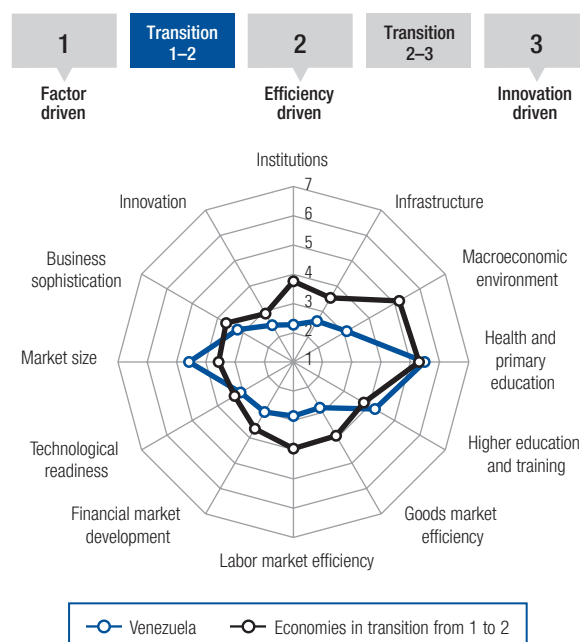 1
Transition
1–2
2
Transition
2–3
3
Factor
driven
Efficiency
driven
Innovation
driven
Institutions
Infrastructure
Macroeconomic
environment
Health and
primary
education
Higher education
and training
Goods market
efficiency
Labor market efficiency
Financial market
development
Technological
readiness
Market size
Business
sophistication
Innovation
7
6
5
4
3
2
1
Venezuela
Economies in transition from 1 to 2